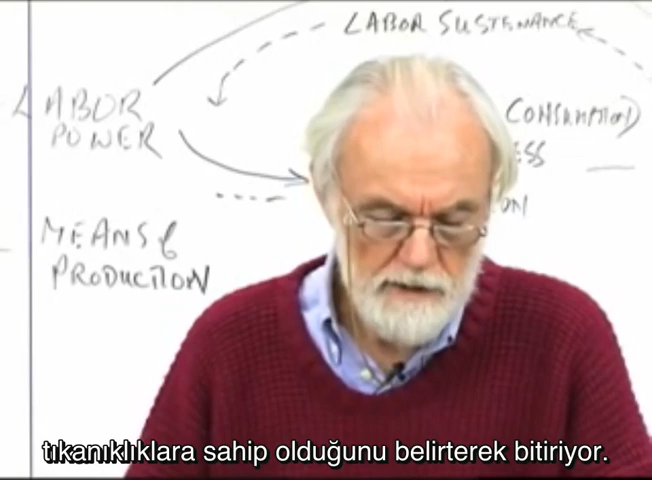 LABOR SUSTENANCE
LABOR
POWER
CONSUMPTION
MEANS OF
PRODUCTION
tıkanıklıklara sahip olduğunu belirterek bitiriyor.